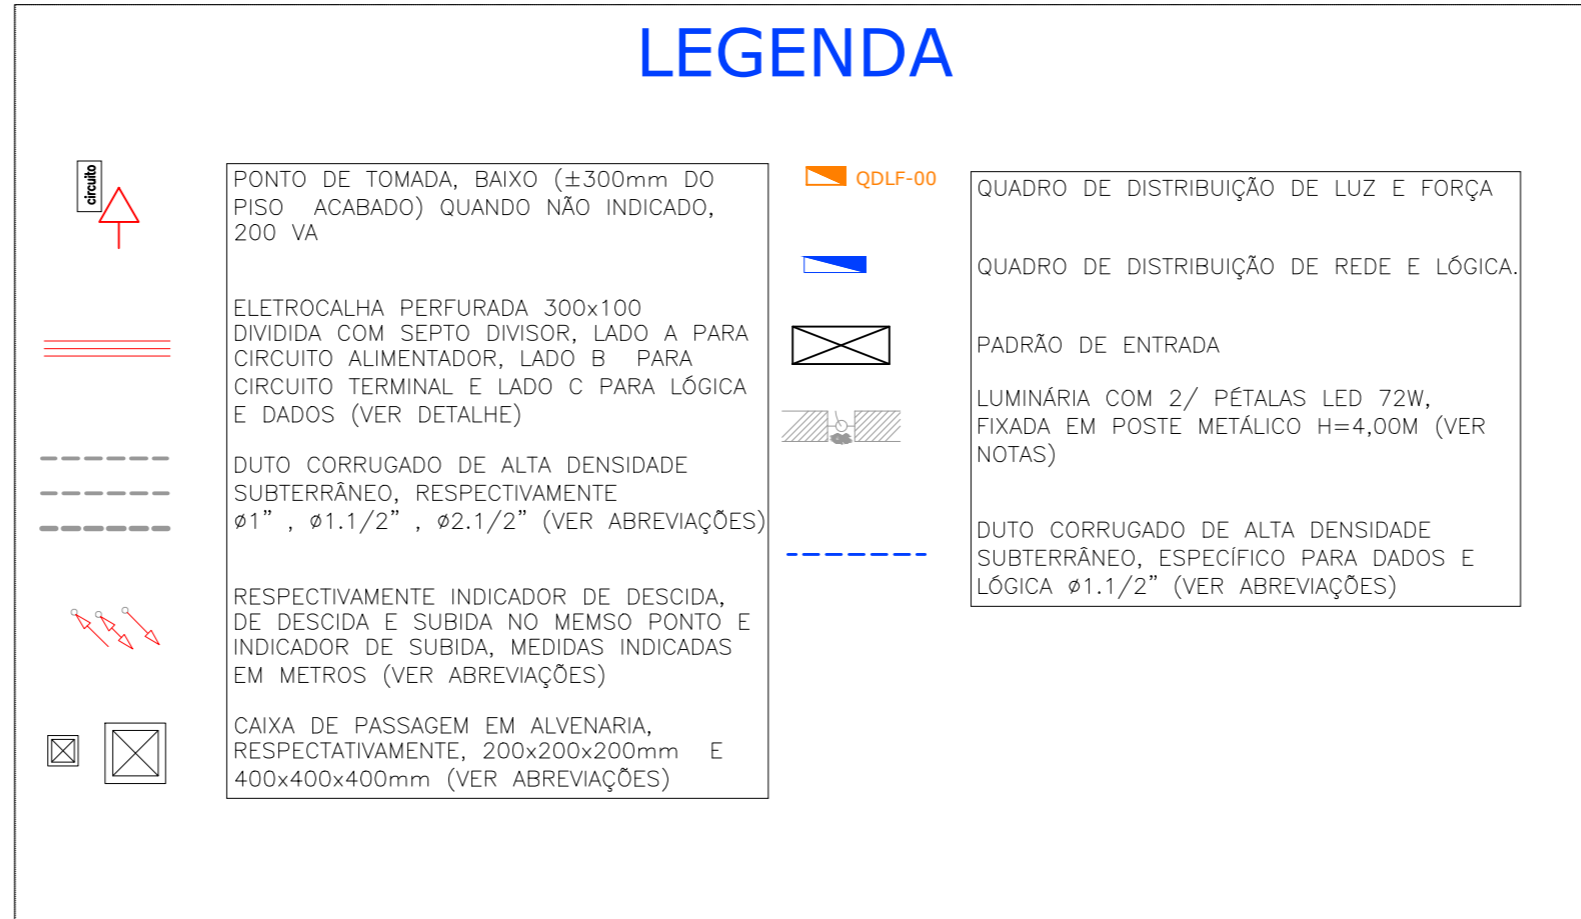 LEGENDA
circuito
PONTO DE TOMADA, BAIXO (±300mm DO
PISO ACABADO) QUANDO NÃO INDICADO,
200 VA
ELETROCALHA PERFURADA 300x100
DIVIDIDA COM SEPTO DIVISOR, LADO A PARA
CIRCUITO ALIMENTADOR, LADO B PARA
CIRCUITO TERMINAL E LADO C PARA LÓGICA
E DADOS (VER DETALHE)
DUTO CORRUGADO DE ALTA DENSIDADE
SUBTERRÂNEO, RESPECTIVAMENTE
ø1" , ø1.1/2" , ø2.1/2" (VER ABREVIAÇÕES)
RESPECTIVAMENTE INDICADOR DE DESCIDA,
DE DESCIDA E SUBIDA NO MEMSO PONTO E
INDICADOR DE SUBIDA, MEDIDAS INDICADAS
EM METROS (VER ABREVIAÇÕES)
CAIXA DE PASSAGEM EM ALVENARIA,
RESPECTATIVAMENTE, 200x200x200mm E
400x400x400mm (VER ABREVIAÇÕES)
QDLF-00
QUADRO DE DISTRIBUIÇÃO DE LUZ E FORÇA
QUADRO DE DISTRIBUIÇÃO DE REDE E LÓGICA.
PADRÃO DE ENTRADA
LUMINÁRIA COM 2/ PÉTALAS LED 72W,
FIXADA EM POSTE METÁLICO H=4,00M (VER
NOTAS)
DUTO CORRUGADO DE ALTA DENSIDADE
SUBTERRÂNEO, ESPECÍFICO PARA DADOS E
LÓGICA ø1.1/2" (VER ABREVIAÇÕES)